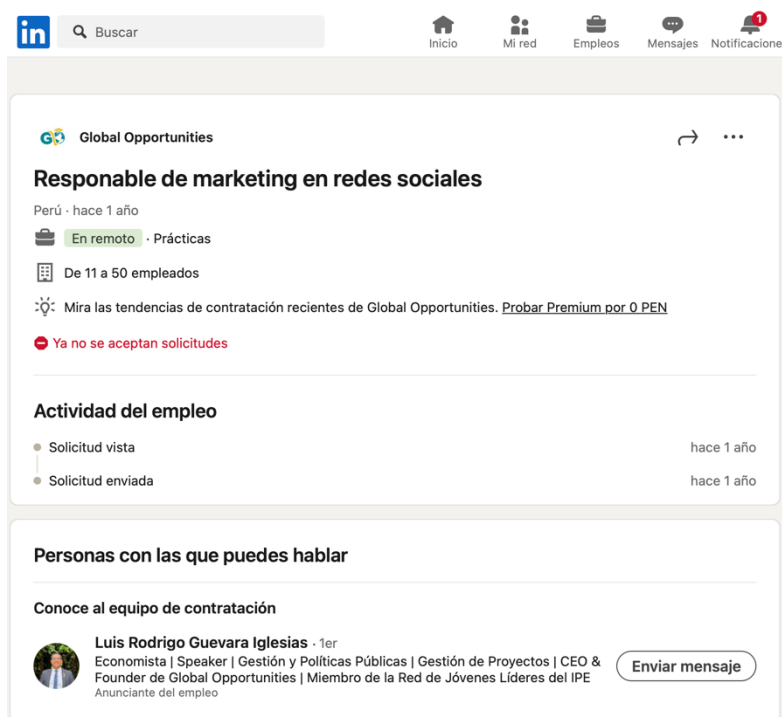 in
Buscar
Inicio
Mi red
Empleos
Mensajes
1
Notificacione
GO
Global Opportunities
Responsable de marketing en redes sociales
Perú · hace 1 año
En remoto · Prácticas
De 11 a 50 empleados
Mira las tendencias de contratación recientes de Global Opportunities. Probar Premium por 0 PEN
Ya no se aceptan solicitudes
Actividad del empleo
Solicitud vista hace 1 año
Solicitud enviada hace 1 año
Personas con las que puedes hablar
Conoce al equipo de contratación
Luis Rodrigo Guevara Iglesias · 1er
Economista | Speaker | Gestión y Políticas Públicas | Gestión de Proyectos | CEO &
Founder de Global Opportunities | Miembro de la Red de Jóvenes Líderes del IPE
Anunciante del empleo
Enviar mensaje